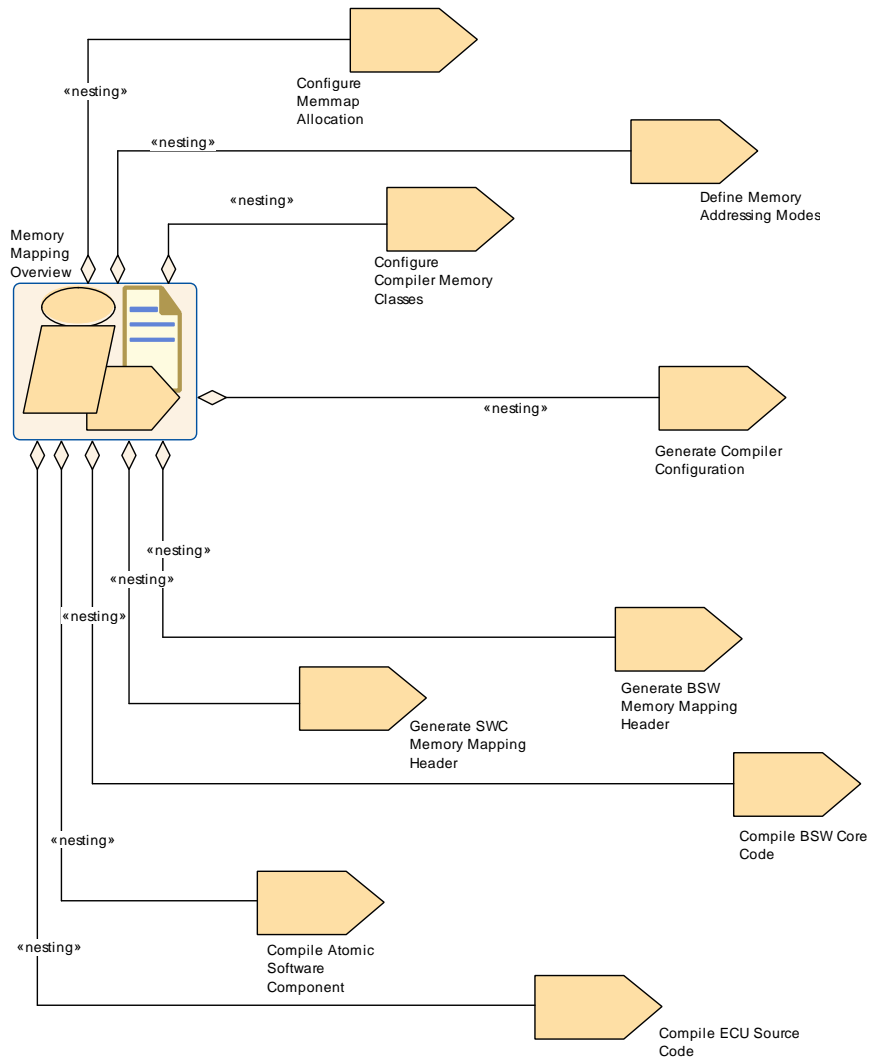 «nesting»
Configure
Memmap
Allocation
«nesting»
Define Memory
Addressing Modes
«nesting»
Configure
Compiler Memory
Classes
Memory
Mapping
Overview
«nesting»
Generate Compiler
Configuration
«nesting»
«nesting»
«nesting»
Generate BSW
Memory Mapping
Header
Generate SWC
Memory Mapping
Header
Compile BSW Core
Code
«nesting»
Compile Atomic
Software
Component
«nesting»
Compile ECU Source
Code